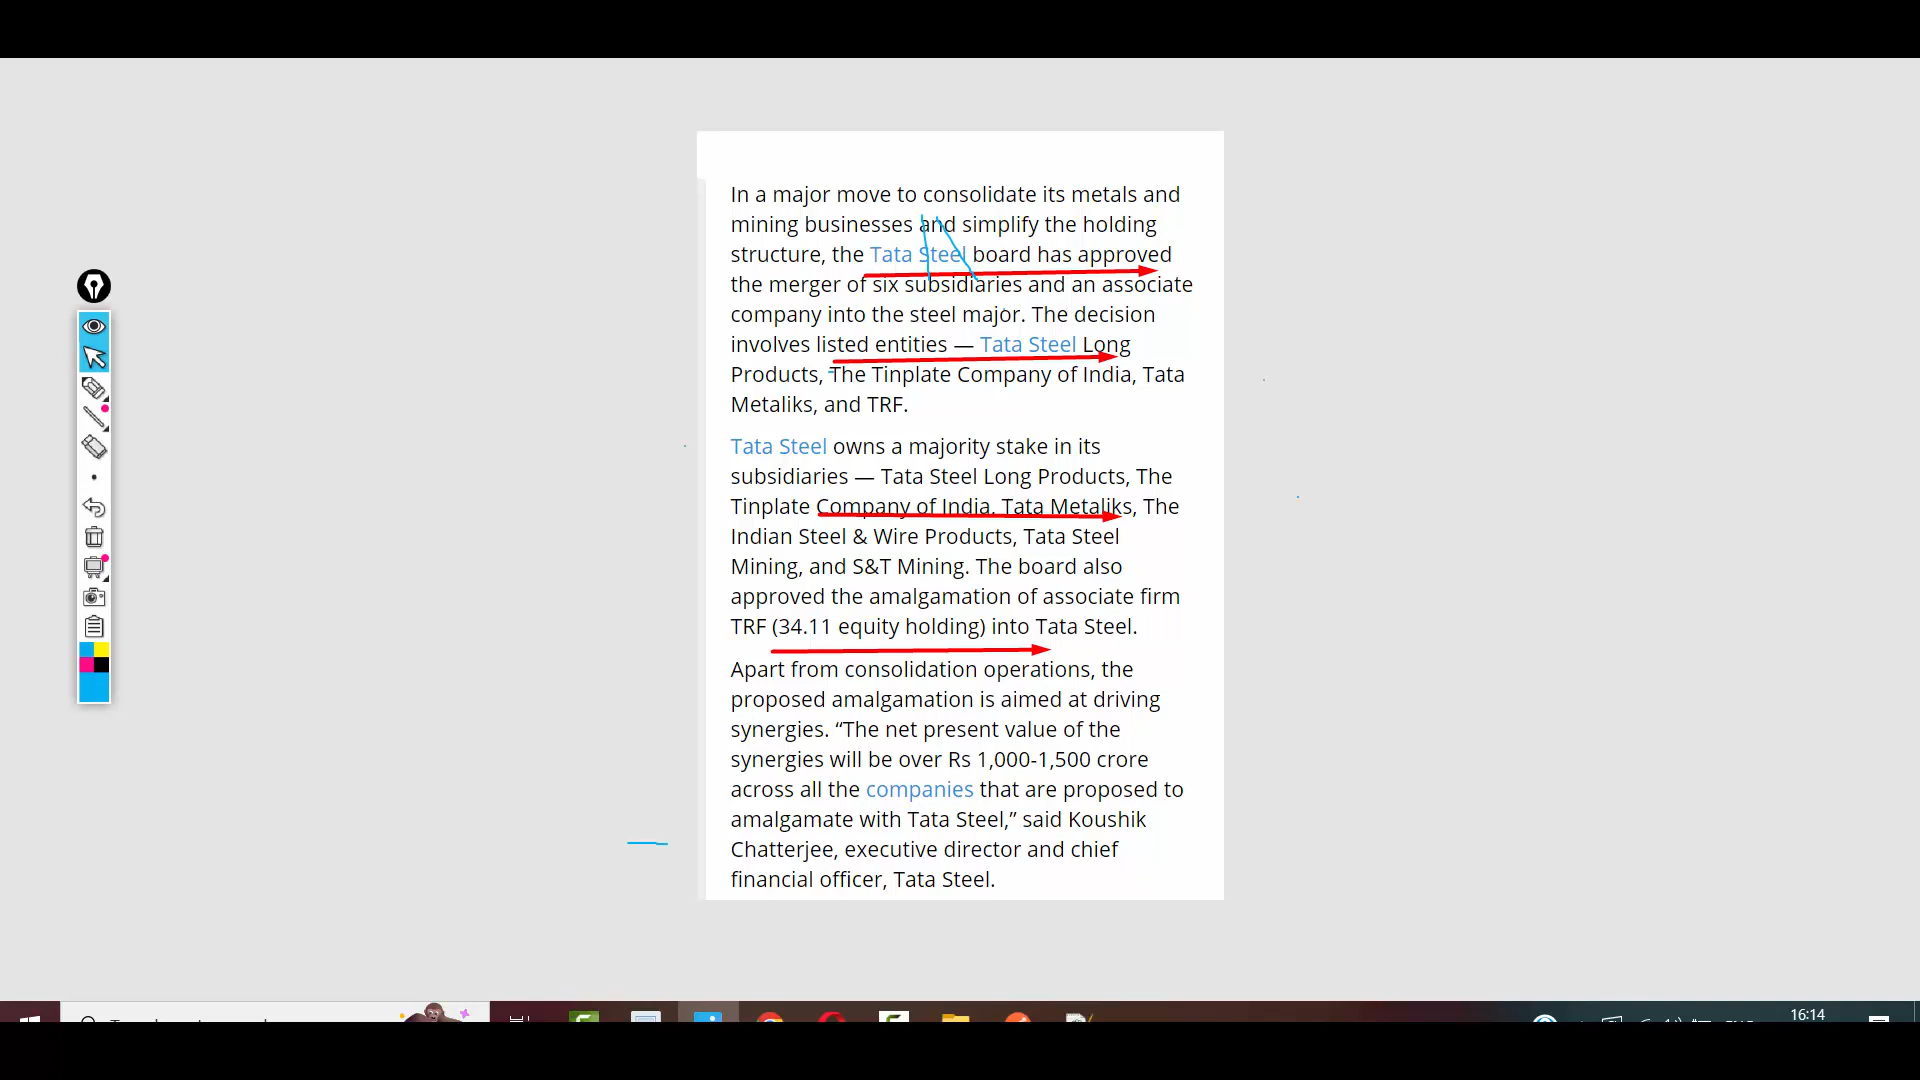 In a major move to consolidate its metals and
mining businesses and simplify the holding
structure, the Tata Steel board has approved
the merger of six subsidiaries and an associate
company into the steel major. The decision
involves listed entities — Tata Steel Long
Products, The Tinplate Company of India, Tata
Metaliks, and TRF.
Tata Steel owns a majority stake in its
subsidiaries — Tata Steel Long Products, The
Tinplate Company of India, Tata Metaliks, The
Indian Steel & Wire Products, Tata Steel
Mining, and S&T Mining. The board also
approved the amalgamation of associate firm
TRF (34.11 equity holding) into Tata Steel.
Apart from consolidation operations, the
proposed amalgamation is aimed at driving
synergies. “The net present value of the
synergies will be over Rs 1,000-1,500 crore
across all the companies that are proposed to
amalgamate with Tata Steel,” said Koushik
Chatterjee, executive director and chief
financial officer, Tata Steel.
16:14